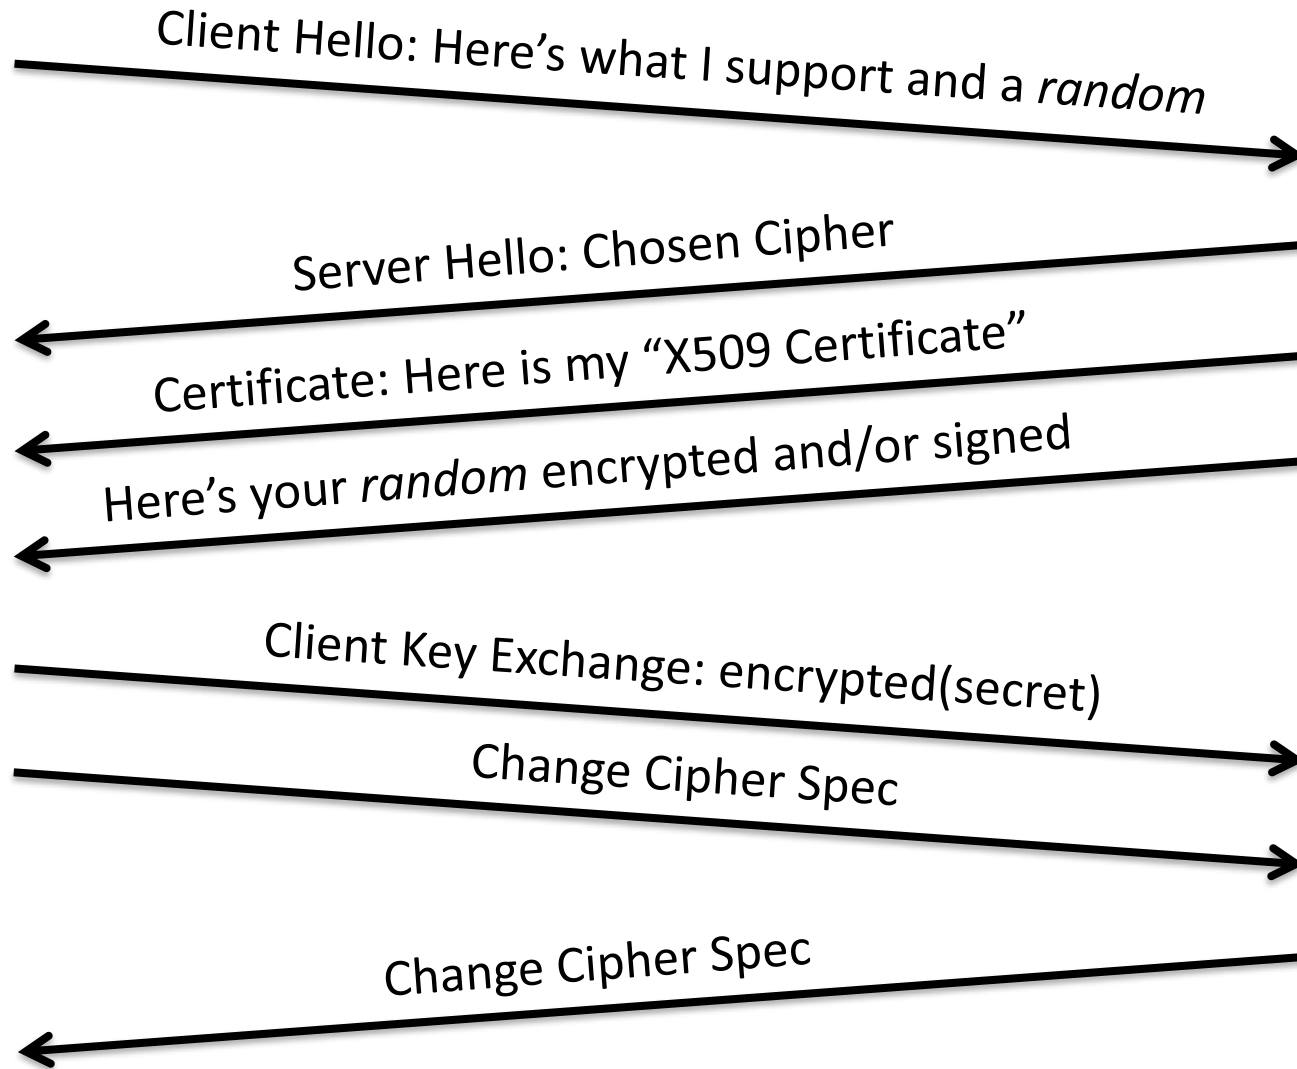 Client Hello: Here’s what I support and a random
Server Hello: Chosen Cipher
Certificate: Here is my “X509 Certificate”
Here’s your random encrypted and/or signed
Client Key Exchange: encrypted(secret)
Change Cipher Spec
Change Cipher Spec